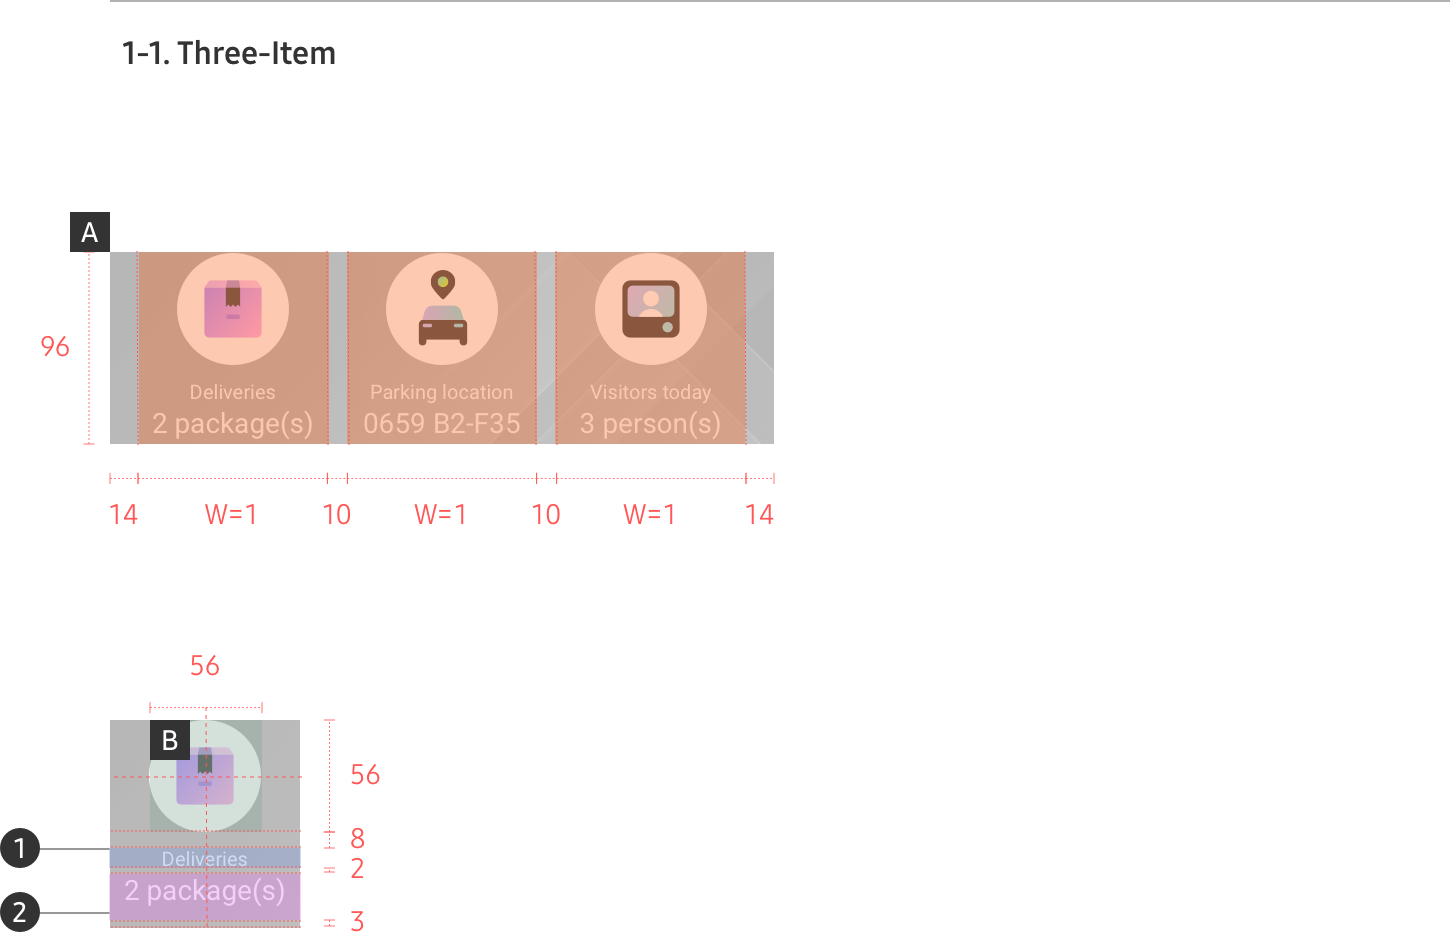 1-1. Three-Item
A
96
Deliveries
2 package(s)
Parking location
0659 B2-F35
Visitors today
3 person(s)
14 W=1 10 W=1 10 W=1 14
56
B
56
8
1
Deliveries
2
2 package(s)
2
3